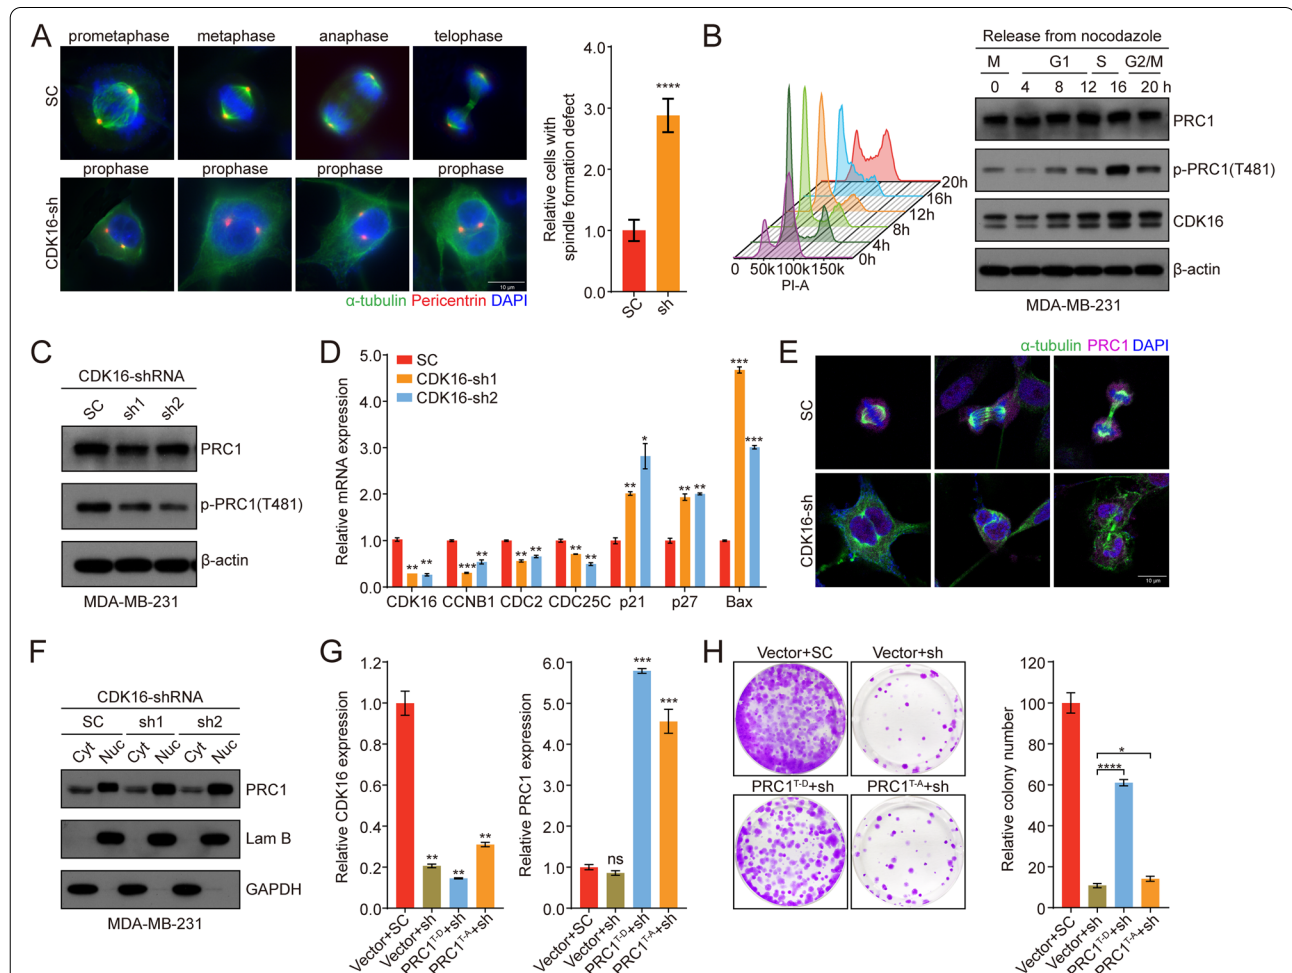 A
prometaphase metaphase anaphase telophase
SC
prophase prophase prophase prophase
CDK16-sh
10 μm
α-tubulin Pericentrin DAPI
Relative cells with
spindle formation defect
4.0
3.0
2.0
1.0
0.0
****
SC sh
B
20h
16h
12h
8h
4h
0h
0 50k 100k 150k
PI-A
Release from nocodazole
M G1 S G2/M
0 4 8 12 16 20 h
PRC1
p-PRC1(T481)
CDK16
β-actin
MDA-MB-231
C
CDK16-shRNA
SC sh1 sh2
PRC1
p-PRC1(T481)
β-actin
MDA-MB-231
D
Relative mRNA expression
5.0
4.0
3.0
2.0
1.0
0.0
SC
CDK16-sh1
CDK16-sh2
** **
*** **
** **
** **
** *
** **
*** ***
CDK16 CCNB1 CDC2 CDC25C p21 p27 Bax
E
α-tubulin PRC1 DAPI
SC
CDK16-sh
10 μm
F
CDK16-shRNA
SC sh1 sh2
Cyt Nuc Cyt Nuc Cyt Nuc
PRC1
Lam B
GAPDH
MDA-MB-231
G
Relative CDK16 expression
1.2
1.0
0.8
0.6
0.4
0.2
0.0
** ** **
Vector+SC Vector+sh PRC1T-D+sh PRC1T-A+sh
Relative PRC1 expression
6.0
5.0
4.0
3.0
2.0
1.0
0.0
ns *** ***
Vector+SC Vector+sh PRC1T-D+sh PRC1T-A+sh
H
Vector+SC Vector+sh
PRC1T-D+sh PRC1T-A+sh
Relative colony number
120
100
80
60
40
20
0
*
****
Vector+SC Vector+sh PRC1T-D+sh PRC1T-A+sh